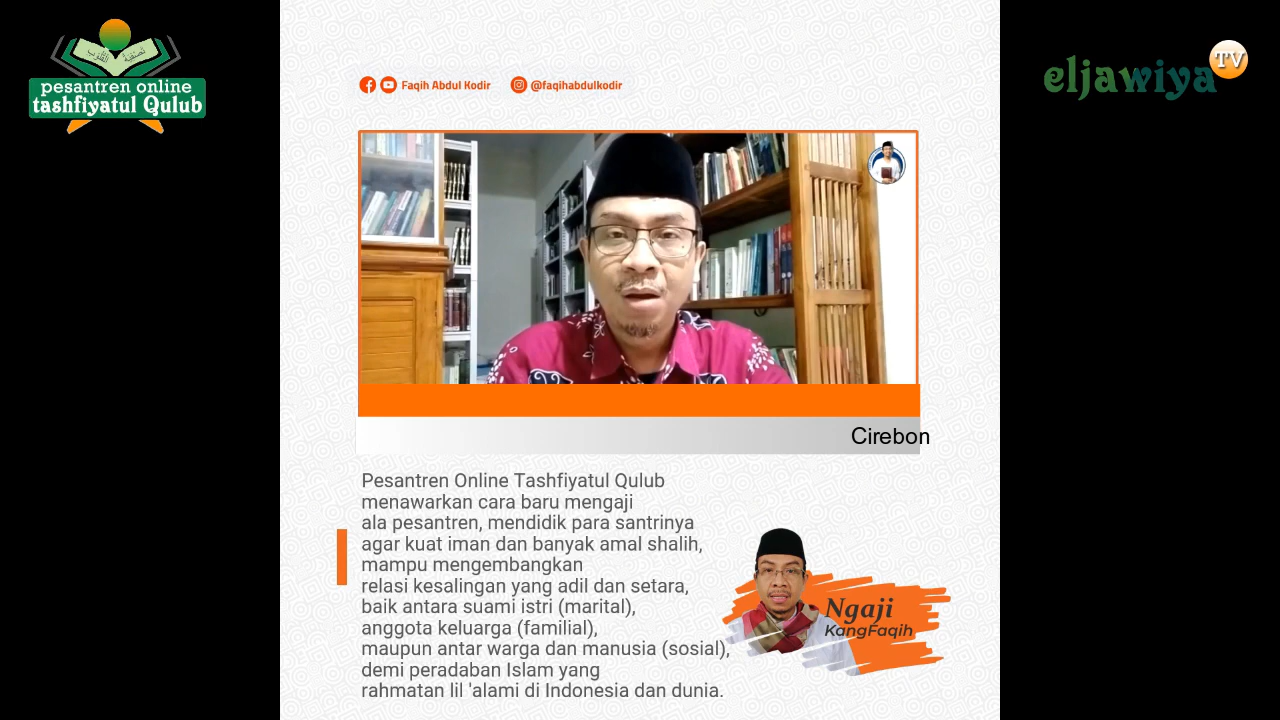 تصفية القلوب
pesantren online
tashfiyatul Qulub
Faqih Abdul Kodir
@faqihabdulkodir
eljawiya
TV
Cirebon
Pesantren Online Tashfiyatul Qulub
menawarkan cara baru mengaji
ala pesantren, mendidik para santrinya
agar kuat iman dan banyak amal shalih,
mampu mengembangkan
relasi kesalingan yang adil dan setara,
baik antara suami istri (marital),
anggota keluarga (familial),
maupun antar warga dan manusia (sosial),
demi peradaban Islam yang
rahmatan lil 'alami di Indonesia dan dunia.
Ngaji
KangFaqih